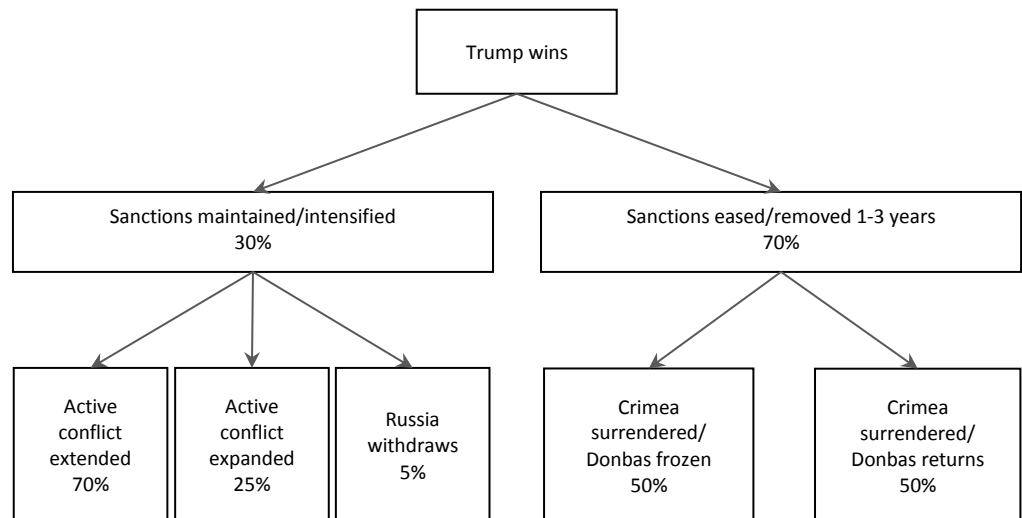 Trump wins
Sanctions maintained/intensified
30%
Sanctions eased/removed 1-3 years
70%
Active
conflict
extended
70%
Active
conflict
expanded
25%
Russia
withdraws
5%
Crimea
surrendered/
Donbas frozen
50%
Crimea
surrendered/
Donbas returns
50%